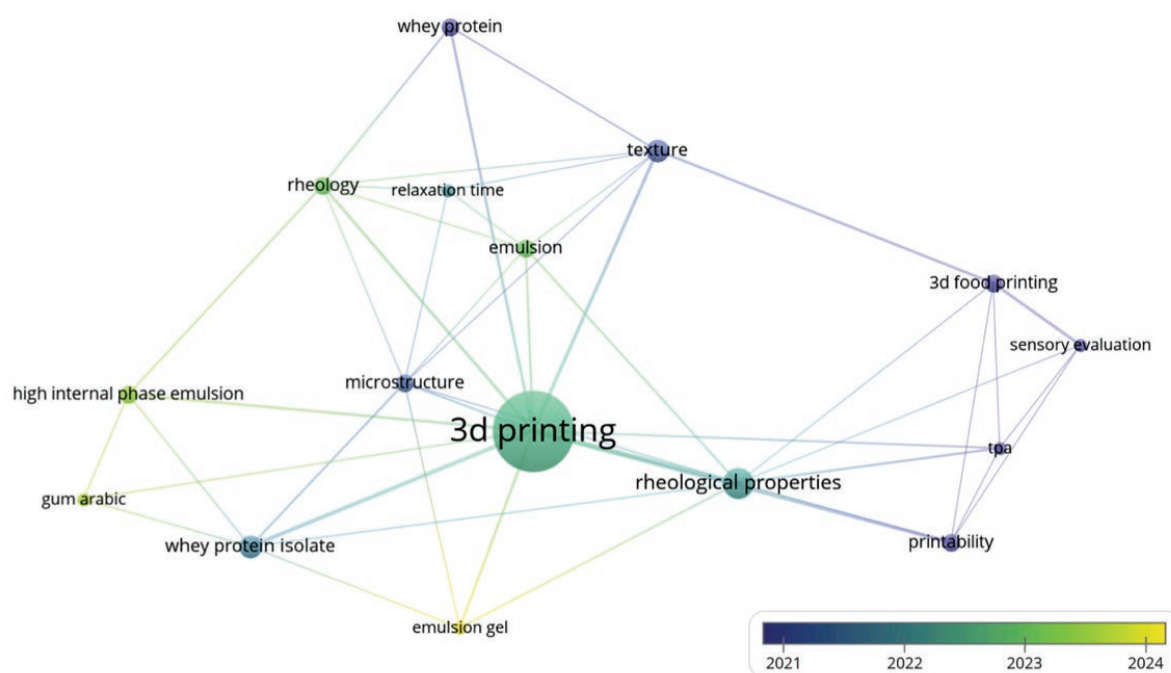 whey protein
texture
rheology
relaxation time
emulsion
3d food printing
sensory evaluation
microstructure
high internal phase emulsion
3d printing
tpa
rheological properties
gum arabic
whey protein isolate
printability
emulsion gel
2021 2022 2023 2024